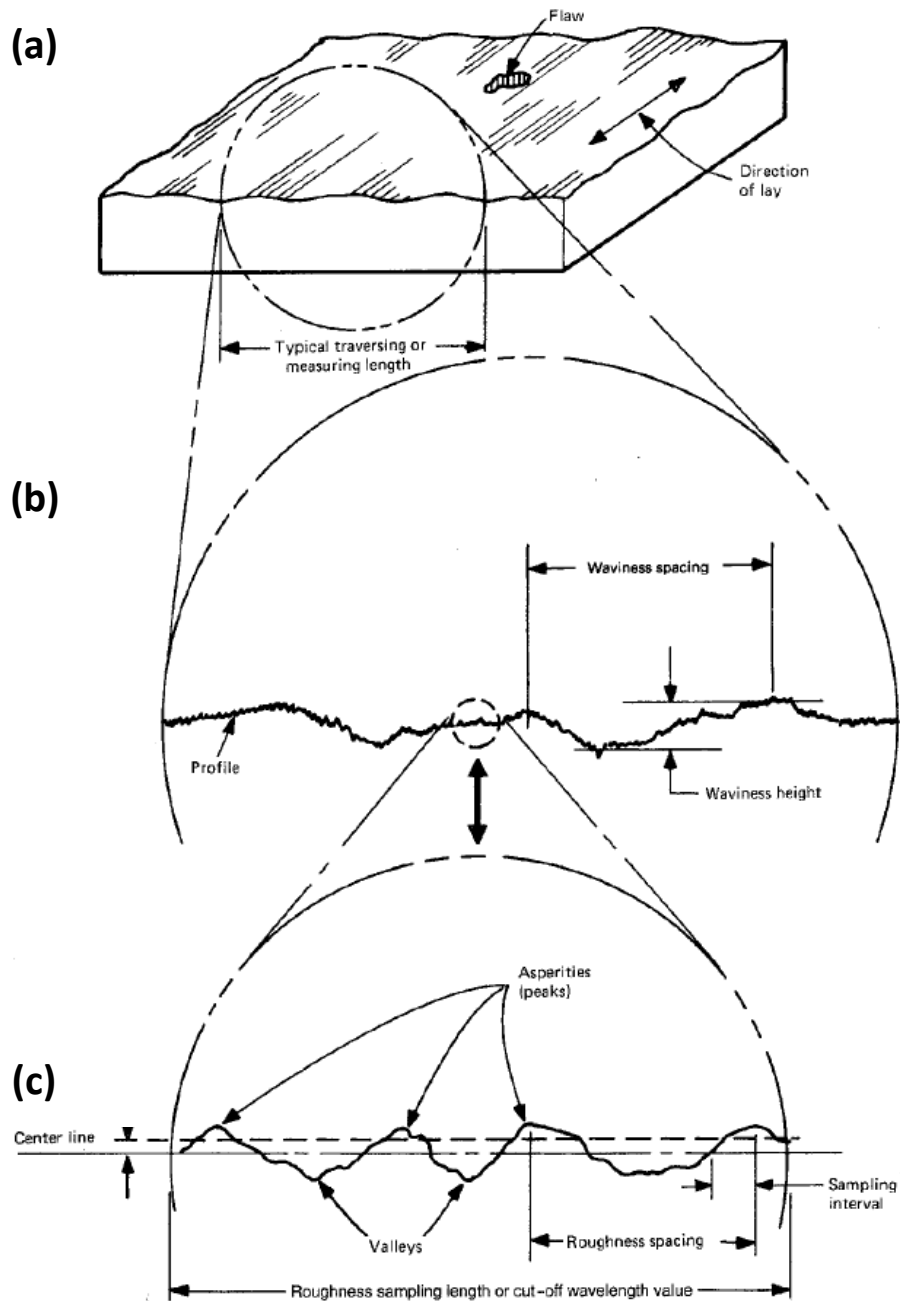 (a)
Flaw
Direction
of lay
Typical traversing or
measuring length
(b)
Waviness spacing
Profile
Waviness height
Asperities
(peaks)
(c)
Center line
Sampling
interval
Valleys
Roughness spacing
Roughness sampling length or cut-off wavelength value